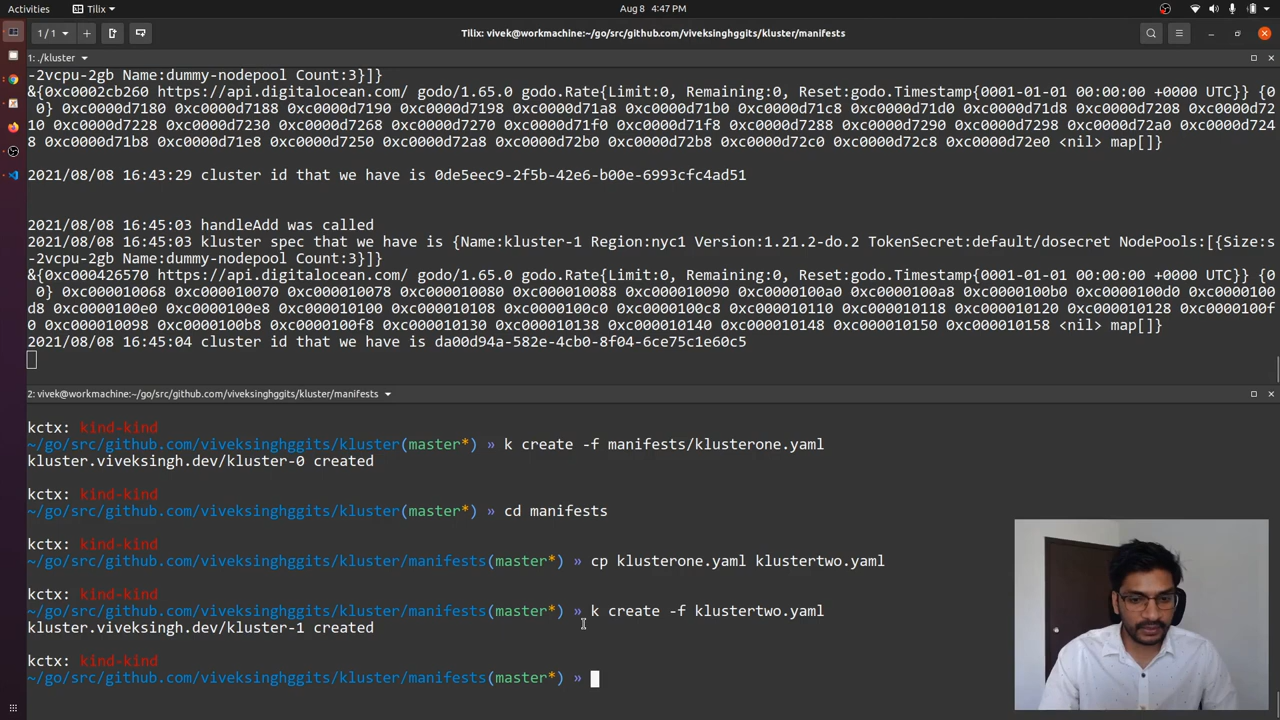 Activities
Tilix
Aug 8 4:47 PM
1 / 1
Tilix: vivek@workmachine:~/go/src/github.com/viveksinghggits/kluster/manifests
1: ./kluster
-2vcpu-2gb Name:dummy-nodepool Count:3}]}
&{0xc0002cb260 https://api.digitalocean.com/ godo/1.65.0 godo.Rate{Limit:0, Remaining:0, Reset:godo.Timestamp{0001-01-01 00:00:00 +0000 UTC}} {0
0} 0xc0000d7180 0xc0000d7188 0xc0000d7190 0xc0000d7198 0xc0000d71a8 0xc0000d71b0 0xc0000d71c8 0xc0000d71d0 0xc0000d71d8 0xc0000d7208 0xc0000d72
10 0xc0000d7228 0xc0000d7230 0xc0000d7268 0xc0000d7270 0xc0000d71f0 0xc0000d71f8 0xc0000d7288 0xc0000d7290 0xc0000d7298 0xc0000d72a0 0xc0000d724
8 0xc0000d71b8 0xc0000d71e8 0xc0000d7250 0xc0000d72a8 0xc0000d72b0 0xc0000d72b8 0xc0000d72c0 0xc0000d72c8 0xc0000d72e0 <nil> map[]}
2021/08/08 16:43:29 cluster id that we have is 0de5eec9-2f5b-42e6-b00e-6993cfc4ad51
2021/08/08 16:45:03 handleAdd was called
2021/08/08 16:45:03 kluster spec that we have is {Name:kluster-1 Region:nyc1 Version:1.21.2-do.2 TokenSecret:default/dosecret NodePools:[{Size:s
-2vcpu-2gb Name:dummy-nodepool Count:3}]}
&{0xc000426570 https://api.digitalocean.com/ godo/1.65.0 godo.Rate{Limit:0, Remaining:0, Reset:godo.Timestamp{0001-01-01 00:00:00 +0000 UTC}} {0
0} 0xc000010068 0xc000010070 0xc000010078 0xc000010080 0xc000010088 0xc000010090 0xc0000100a0 0xc0000100a8 0xc0000100b0 0xc0000100d0 0xc0000100
d8 0xc0000100e0 0xc0000100e8 0xc000010100 0xc000010108 0xc0000100c0 0xc0000100c8 0xc000010110 0xc000010118 0xc000010120 0xc000010128 0xc0000100f
0 0xc000010098 0xc0000100b8 0xc0000100f8 0xc000010130 0xc000010138 0xc000010140 0xc000010148 0xc000010150 0xc000010158 <nil> map[]}
2021/08/08 16:45:04 cluster id that we have is da00d94a-582e-4cb0-8f04-6ce75c1e60c5
2: vivek@workmachine:~/go/src/github.com/viveksinghggits/kluster/manifests
kctx: kind-kind
~/go/src/github.com/viveksinghggits/kluster(master*) » k create -f manifests/klusterone.yaml
kluster.viveksingh.dev/kluster-0 created
kctx: kind-kind
~/go/src/github.com/viveksinghggits/kluster(master*) » cd manifests
kctx: kind-kind
~/go/src/github.com/viveksinghggits/kluster/manifests(master*) » cp klusterone.yaml klustertwo.yaml
kctx: kind-kind
~/go/src/github.com/viveksinghggits/kluster/manifests(master*) » k create -f klustertwo.yaml
kluster.viveksingh.dev/kluster-1 created
kctx: kind-kind
~/go/src/github.com/viveksinghggits/kluster/manifests(master*) »